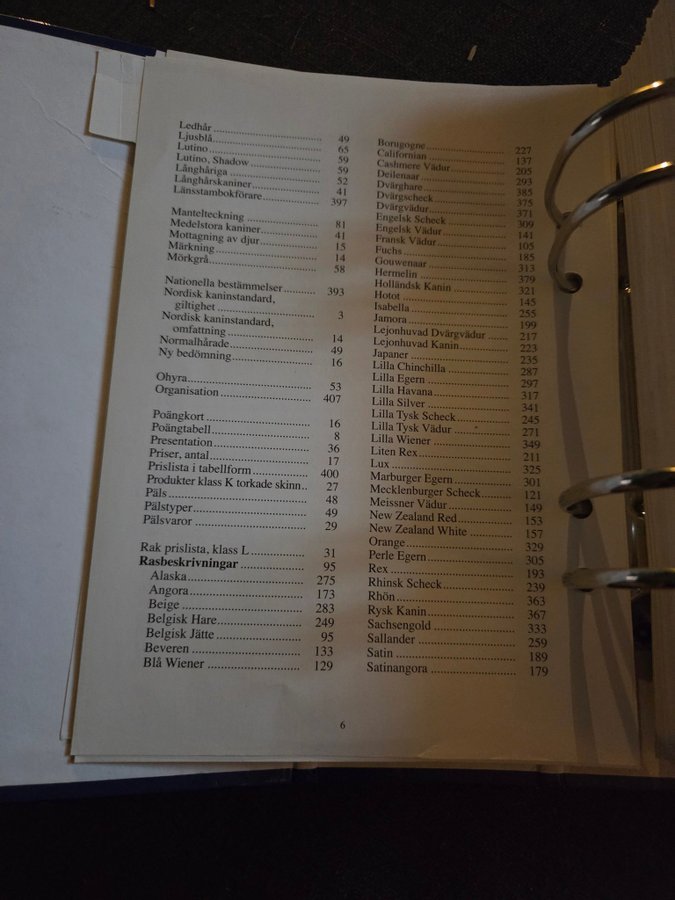 Ledhår ................ 49
Ljusblå ................ 65
Lutino ................ 59
Lutino, Shadow ................ 59
Långhåriga ................ 52
Långhårskaniner ................ 41
Länsstambokförare ................ 397
Mantelteckning ................ 81
Medelstora kaniner ................ 41
Mottagning av djur ................ 15
Märkning ................ 14
Mörkgrå ................ 58
Nationella bestämmelser ................ 393
Nordisk kaninstandard,
giltighet ................ 3
Nordisk kaninstandard,
omfattning ................ 14
Normalhårade ................ 49
Ny bedömning ................ 16
Ohyra ................ 53
Organisation ................ 407
Poängkort ................ 16
Poängtabell ................ 8
Presentation ................ 36
Priser, antal ................ 17
Prislista i tabellform ................ 400
Produkter klass K torkade skinn .. 27
Päls ................ 48
Pälstyper ................ 49
Pälsvaror ................ 29
Rak prislista, klass L ................ 31
Rasbeskrivningar ................ 95
Alaska ................ 275
Angora ................ 173
Beige ................ 283
Belgisk Hare ................ 249
Belgisk Jätte ................ 95
Beveren ................ 133
Blå Wiener ................ 129
Borugogne ................ 227
Californian ................ 137
Cashmere Vädur ................ 205
Deilenaar ................ 293
Dvärghare ................ 385
Dvärgscheck ................ 375
Dvärgvädur ................ 371
Engelsk Scheck ................ 309
Engelsk Vädur ................ 141
Fransk Vädur ................ 105
Fuchs ................ 185
Gouwenaar ................ 313
Hermelin ................ 379
Holländsk Kanin ................ 321
Hotot ................ 145
Isabella ................ 255
Jamora ................ 199
Lejonhuvad Dvärgvädur ...... 217
Lejonhuvad Kanin ................ 223
Japaner ................ 235
Lilla Chinchilla ................ 287
Lilla Egern ................ 297
Lilla Havana ................ 317
Lilla Silver ................ 341
Lilla Tysk Scheck ................ 245
Lilla Tysk Vädur ................ 271
Lilla Wiener ................ 349
Liten Rex ................ 211
Lux ................ 325
Marburger Egern ................ 301
Mecklenburger Scheck ........ 121
Meissner Vädur ................ 149
New Zealand Red ................ 153
New Zealand White ................ 157
Orange ................ 329
Perle Egern ................ 305
Rex ................ 193
Rhinsk Scheck ................ 239
Rhön ................ 363
Rysk Kanin ................ 367
Sachsengold ................ 333
Sallander ................ 259
Satin ................ 189
Satinangora ................ 179
6